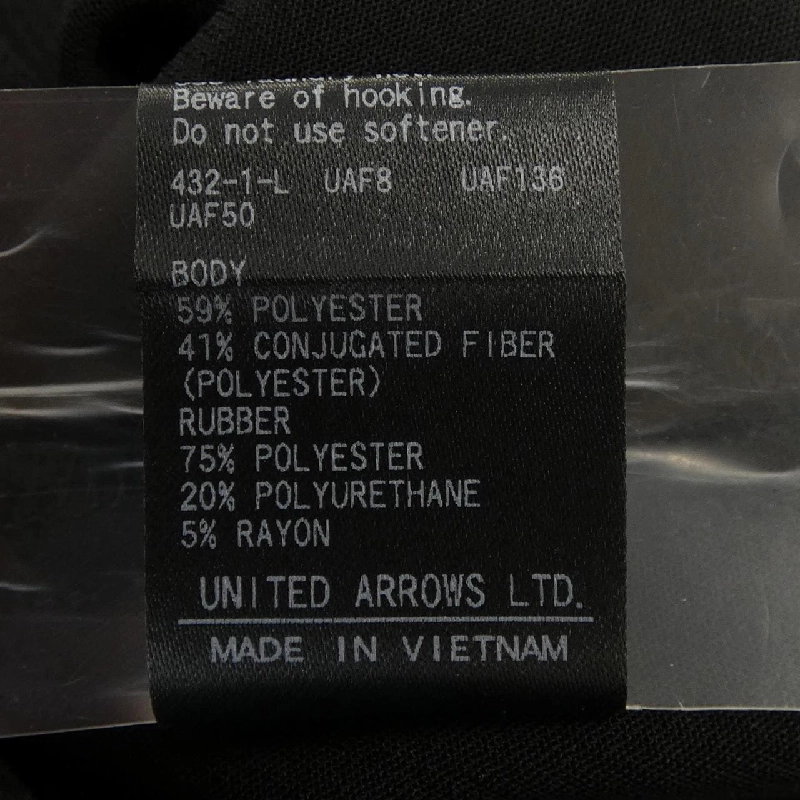 Beware of hooking.
Do not use softener.
432-1-L UAF8 UAF136
UAF50
BODY
59% POLYESTER
41% CONJUGATED FIBER
(POLYESTER)
RUBBER
75% POLYESTER
20% POLYURETHANE
5% RAYON
UNITED ARROWS LTD.
MADE IN VIETNAM